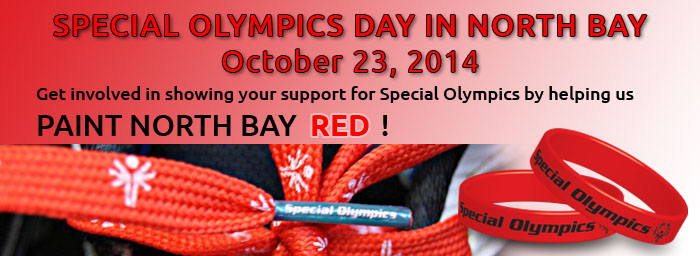 SPECIAL OLYMPICS DAY IN NORTH BAY
October 23, 2014
Get involved in showing your support for Special Olympics by helping us
PAINT NORTH BAY RED !
Special Olympics
Special Olympics
Special Olympics